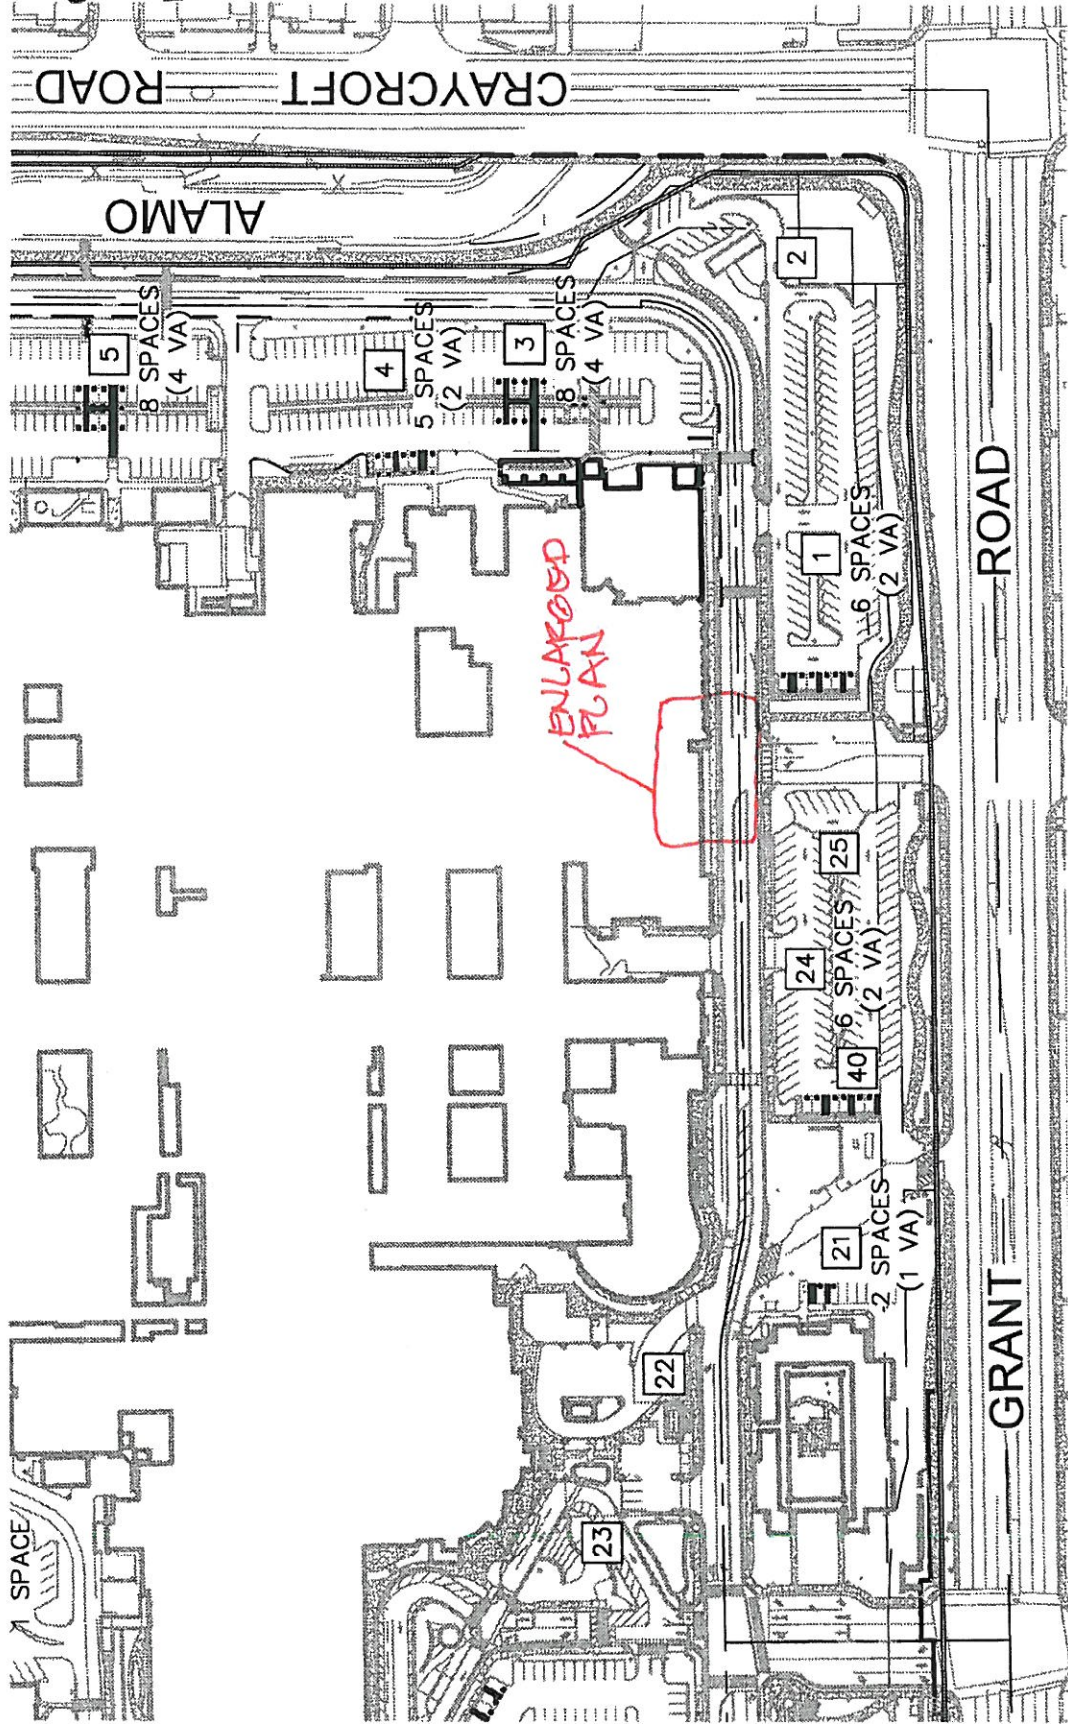 CRAYCROFT
ROAD
ALAMO
5
8 SPACES
(4 VA)
4
5 SPACES
(2 VA)
3
8 SPACES
(4 VA)
2
1
6 SPACES
(2 VA)
ENLARGED
PLAN
25
24
6 SPACES
(2 VA)
40
21
2 SPACES
(1 VA)
22
23
1 SPACE
GRANT
ROAD